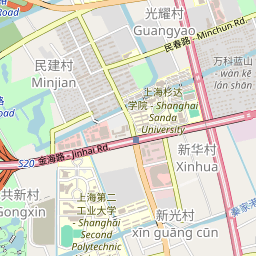 光耀村
Guangyao
民春路 - Minchun Rd
民建村
Minjian
万科蓝山
- wàn kē
lán shān
上海杉达
学院 - Shanghai
Sanda
University
S20
金海路 - Jinhai Rd
新华村
Xinhua
共新村
Gongxin
上海第二
工业大学
- Shanghai
Second
Polytechnic
新光村 -
xīn guāng cūn
秦家港